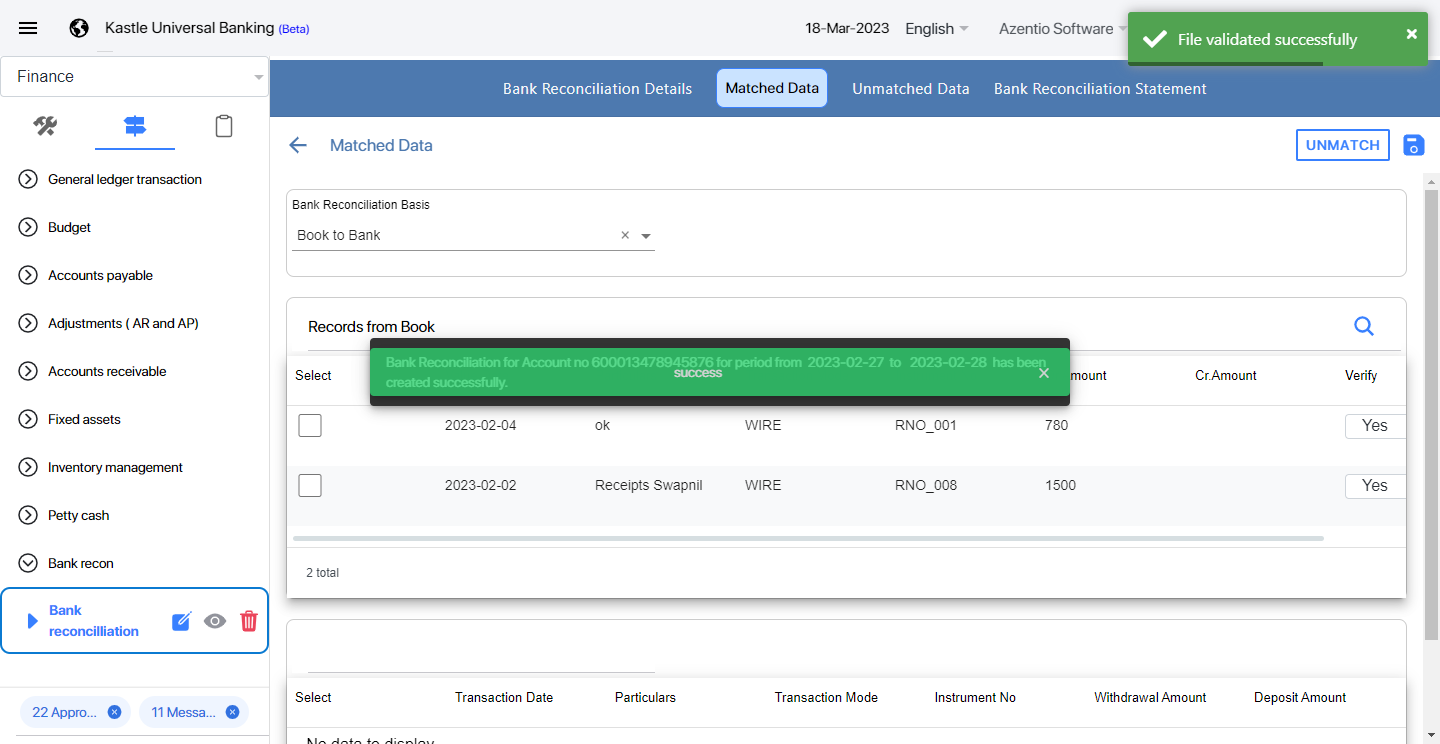 Kastle Universal Banking (Beta)
18-Mar-2023
English
Azentio Software
File validated successfully
Finance
Bank Reconciliation Details
Matched Data
Unmatched Data
Bank Reconciliation Statement
General ledger transaction
Budget
Accounts payable
Adjustments ( AR and AP)
Accounts receivable
Fixed assets
Inventory management
Petty cash
Bank recon
Bank
reconcilliation
22 Appro...
11 Messa...
Matched Data
UNMATCH
Bank Reconciliation Basis
Book to Bank
Records from Book
Bank Reconciliation for Account no 600013478945876 for period from 2023-02-27 to 2023-02-28 has been
created successfully.
success
Select
mount
Cr.Amount
Verify
2023-02-04 ok WIRE RNO_001 780 Yes
2023-02-02 Receipts Swapnil WIRE RNO_008 1500 Yes
2 total
Select Transaction Date Particulars Transaction Mode Instrument No Withdrawal Amount Deposit Amount
No data to display